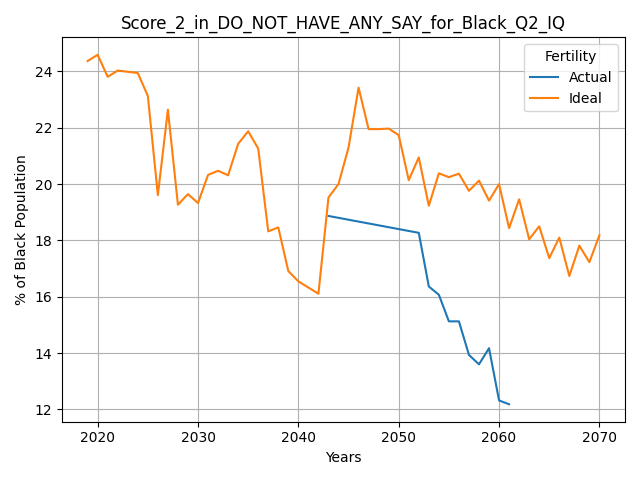 Score_2_in_DO_NOT_HAVE_ANY_SAY_for_Black_Q2_IQ
Fertility
Actual
Ideal
% of Black Population
24
22
20
18
16
14
12
2020 2030 2040 2050 2060 2070
Years